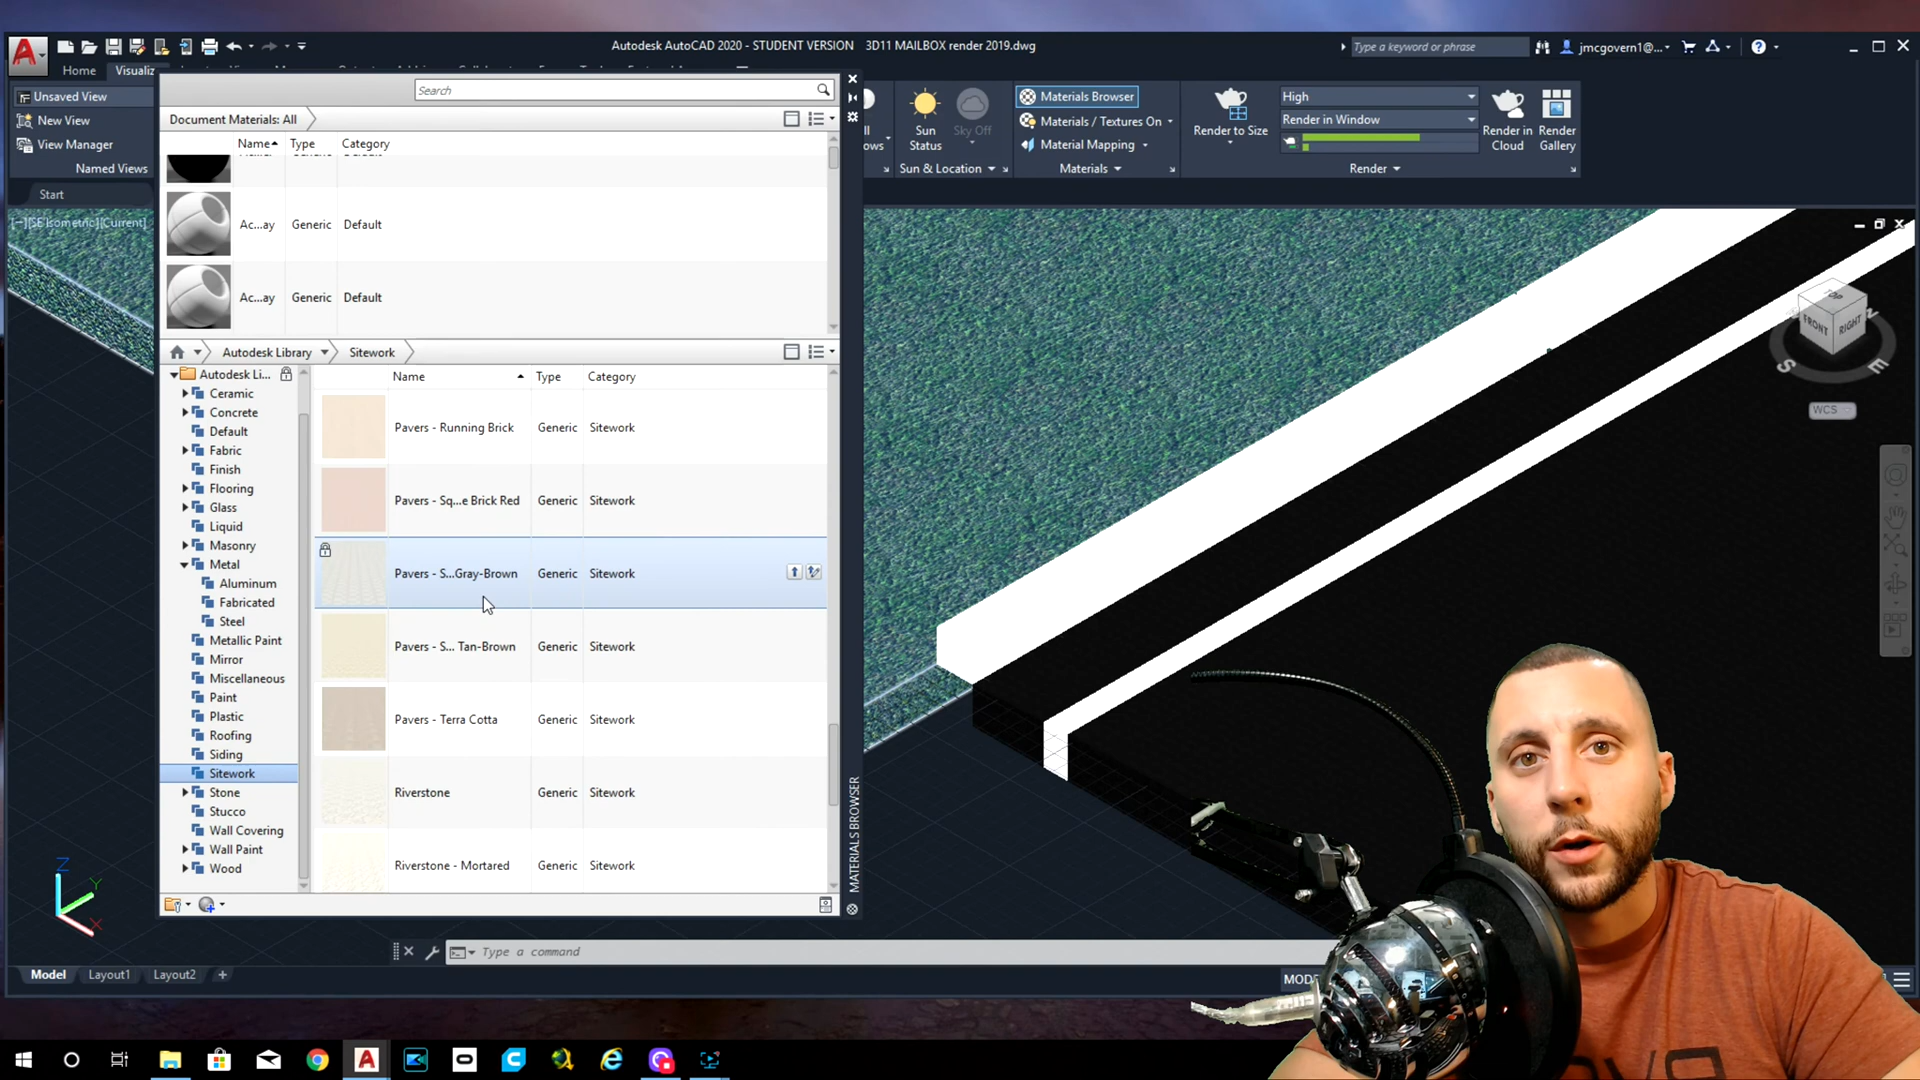 Autodesk AutoCAD 2020 - STUDENT VERSION 3D11 MAILBOX render 2019.dwg
Type a keyword or phrase
jmcgovern1@...
Home
Visualiz
Search
Unsaved View
New View
View Manager
Named Views
Document Materials: All
Name Type Category
Ac...ay Generic Default
Ac...ay Generic Default
Sun Status
Sky Off
Sun & Location
Materials Browser
Materials / Textures On
Material Mapping
Materials
Render to Size
High
Render in Window
Render
Render in Cloud
Render Gallery
Start
[−][SE Isometric][Current]
Autodesk Library
Sitework
Autodesk Li...
Ceramic
Concrete
Default
Fabric
Finish
Flooring
Glass
Liquid
Masonry
Metal
Aluminum
Fabricated
Steel
Metallic Paint
Mirror
Miscellaneous
Paint
Plastic
Roofing
Siding
Sitework
Stone
Stucco
Wall Covering
Wall Paint
Wood
Name Type Category
Pavers - Running Brick Generic Sitework
Pavers - Sq...e Brick Red Generic Sitework
Pavers - S...Gray-Brown Generic Sitework
Pavers - S... Tan-Brown Generic Sitework
Pavers - Terra Cotta Generic Sitework
Riverstone Generic Sitework
Riverstone - Mortared Generic Sitework
MATERIALS BROWSER
TOP
FRONT
RIGHT
S
E
WCS
Z
Y
X
Type a command
Model
Layout1
Layout2
+
MOD